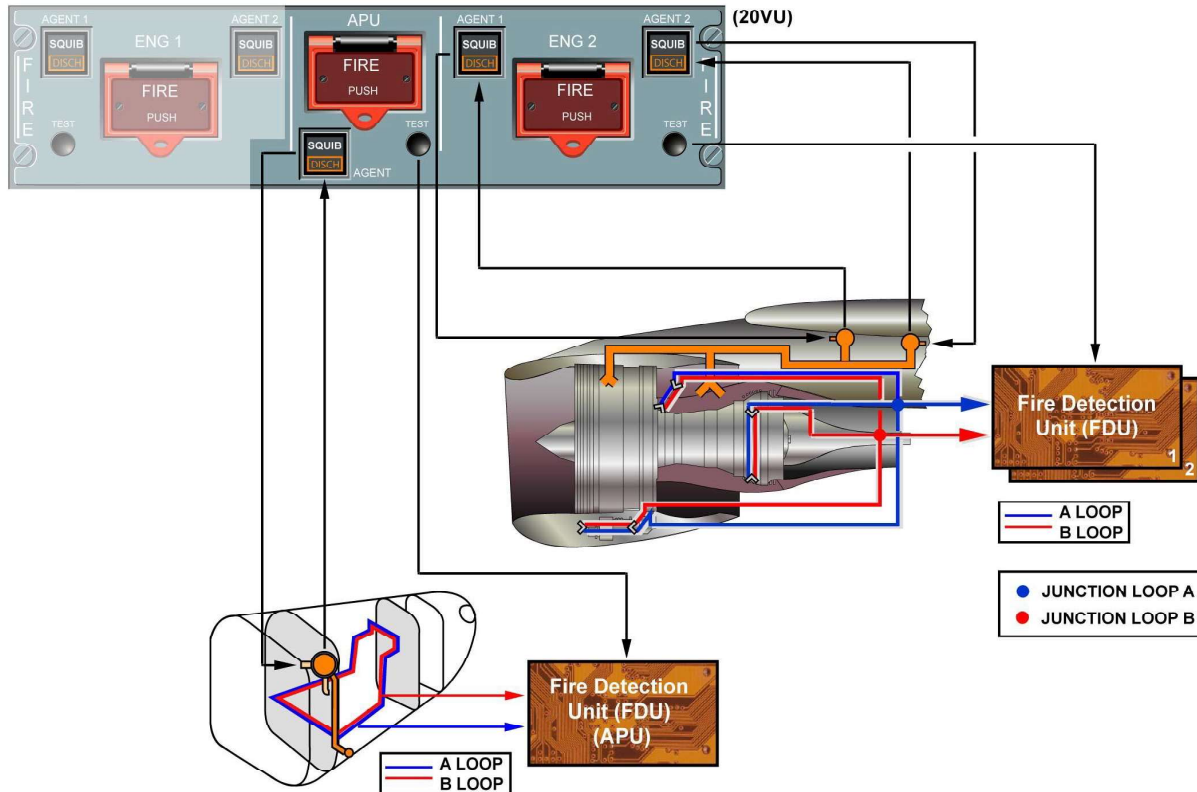 (20VU)
AGENT 1
SQUIB
DISCH
ENG 1
AGENT 2
SQUIB
DISCH
FIRE
FIRE
PUSH
TEST
APU
FIRE
PUSH
TEST
SQUIB
DISCH
AGENT
AGENT 1
SQUIB
DISCH
ENG 2
AGENT 2
SQUIB
DISCH
FIRE
PUSH
TEST
FIRE
Fire Detection
Unit (FDU)
1
2
A LOOP
B LOOP
JUNCTION LOOP A
JUNCTION LOOP B
Fire Detection
Unit (FDU)
(APU)
A LOOP
B LOOP